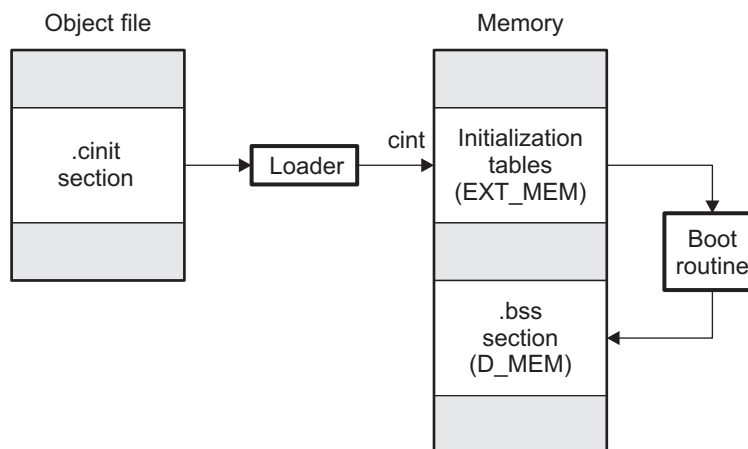 Object file
Memory
.cinit
section
Loader
cint
Initialization
tables
(EXT_MEM)
Boot
routine
.bss
section
(D_MEM)